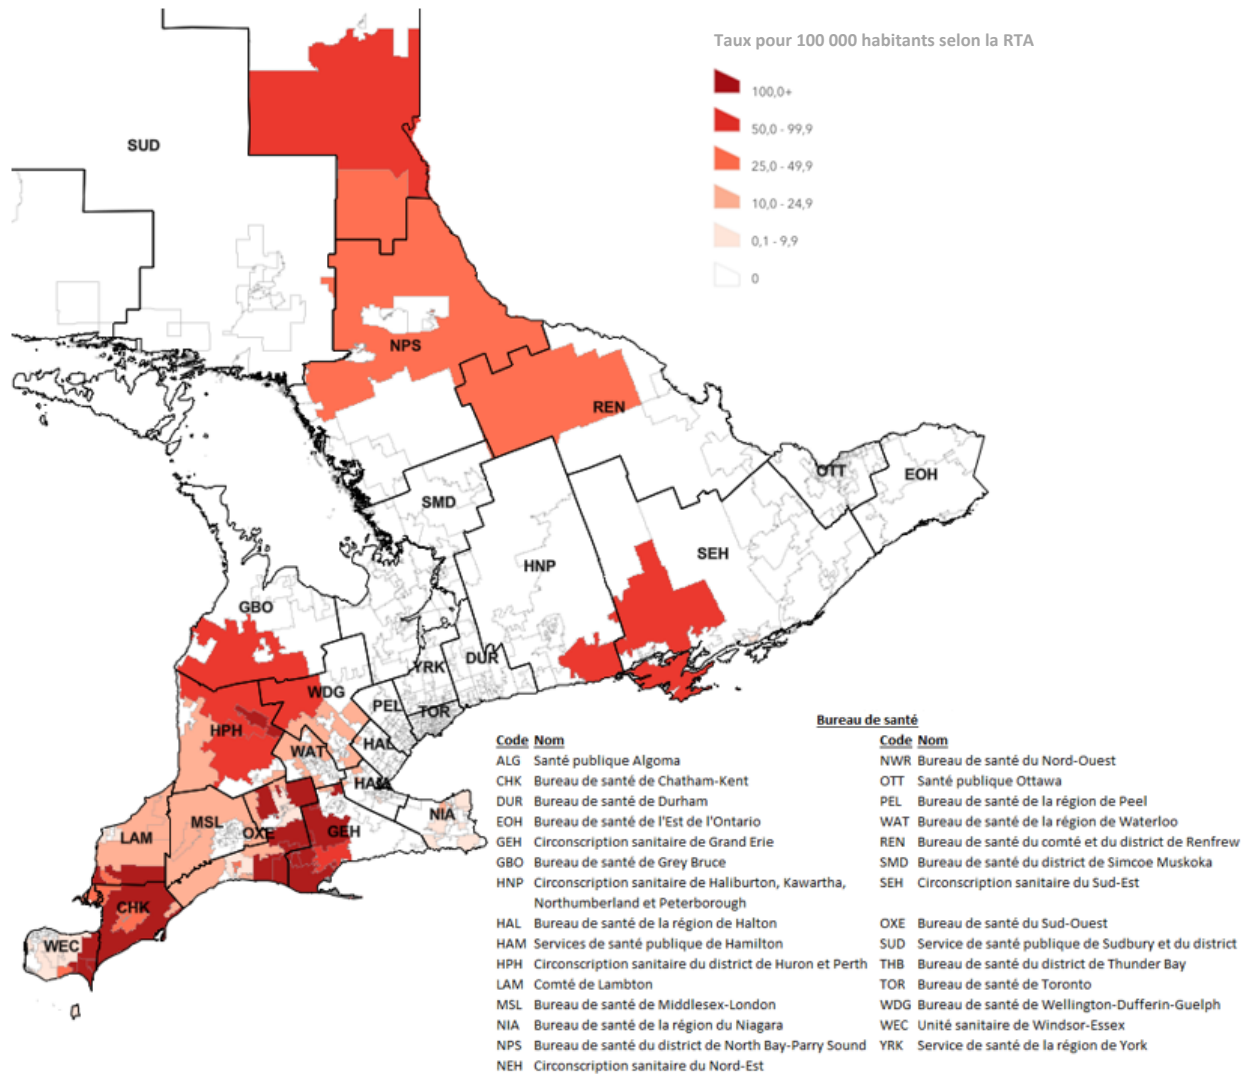 Taux pour 100 000 habitants selon la RTA
100,0+
50,0 - 99,9
25,0 - 49,9
10,0 - 24,9
0,1 - 9,9
0
SUD
NPS
REN
OTT
EOH
SMD
SEH
HNP
GBO
YRK
DUR
WDG
PEL
TOR
HPH
HAL
WAT
HAM
NIA
MSL
OXE
GEH
LAM
CHK
WEC
Bureau de santé
Code Nom
ALG Santé publique Algoma
CHK Bureau de santé de Chatham-Kent
DUR Bureau de santé de Durham
EOH Bureau de santé de l'Est de l'Ontario
GEH Circonscription sanitaire de Grand Erie
GBO Bureau de santé de Grey Bruce
HNP Circonscription sanitaire de Haliburton, Kawartha,
Northumberland et Peterborough
HAL Bureau de santé de la région de Halton
HAM Services de santé publique de Hamilton
HPH Circonscription sanitaire du district de Huron et Perth
LAM Comté de Lambton
MSL Bureau de santé de Middlesex-London
NIA Bureau de santé de la région du Niagara
NPS Bureau de santé du district de North Bay-Parry Sound
NEH Circonscription sanitaire du Nord-Est
Code Nom
NWR Bureau de santé du Nord-Ouest
OTT Santé publique Ottawa
PEL Bureau de santé de la région de Peel
WAT Bureau de santé de la région de Waterloo
REN Bureau de santé du comté et du district de Renfrew
SMD Bureau de santé du district de Simcoe Muskoka
SEH Circonscription sanitaire du Sud-Est
OXE Bureau de santé du Sud-Ouest
SUD Service de santé publique de Sudbury et du district
THB Bureau de santé du district de Thunder Bay
TOR Bureau de santé de Toronto
WDG Bureau de santé de Wellington-Dufferin-Guelph
WEC Unité sanitaire de Windsor-Essex
YRK Service de santé de la région de York